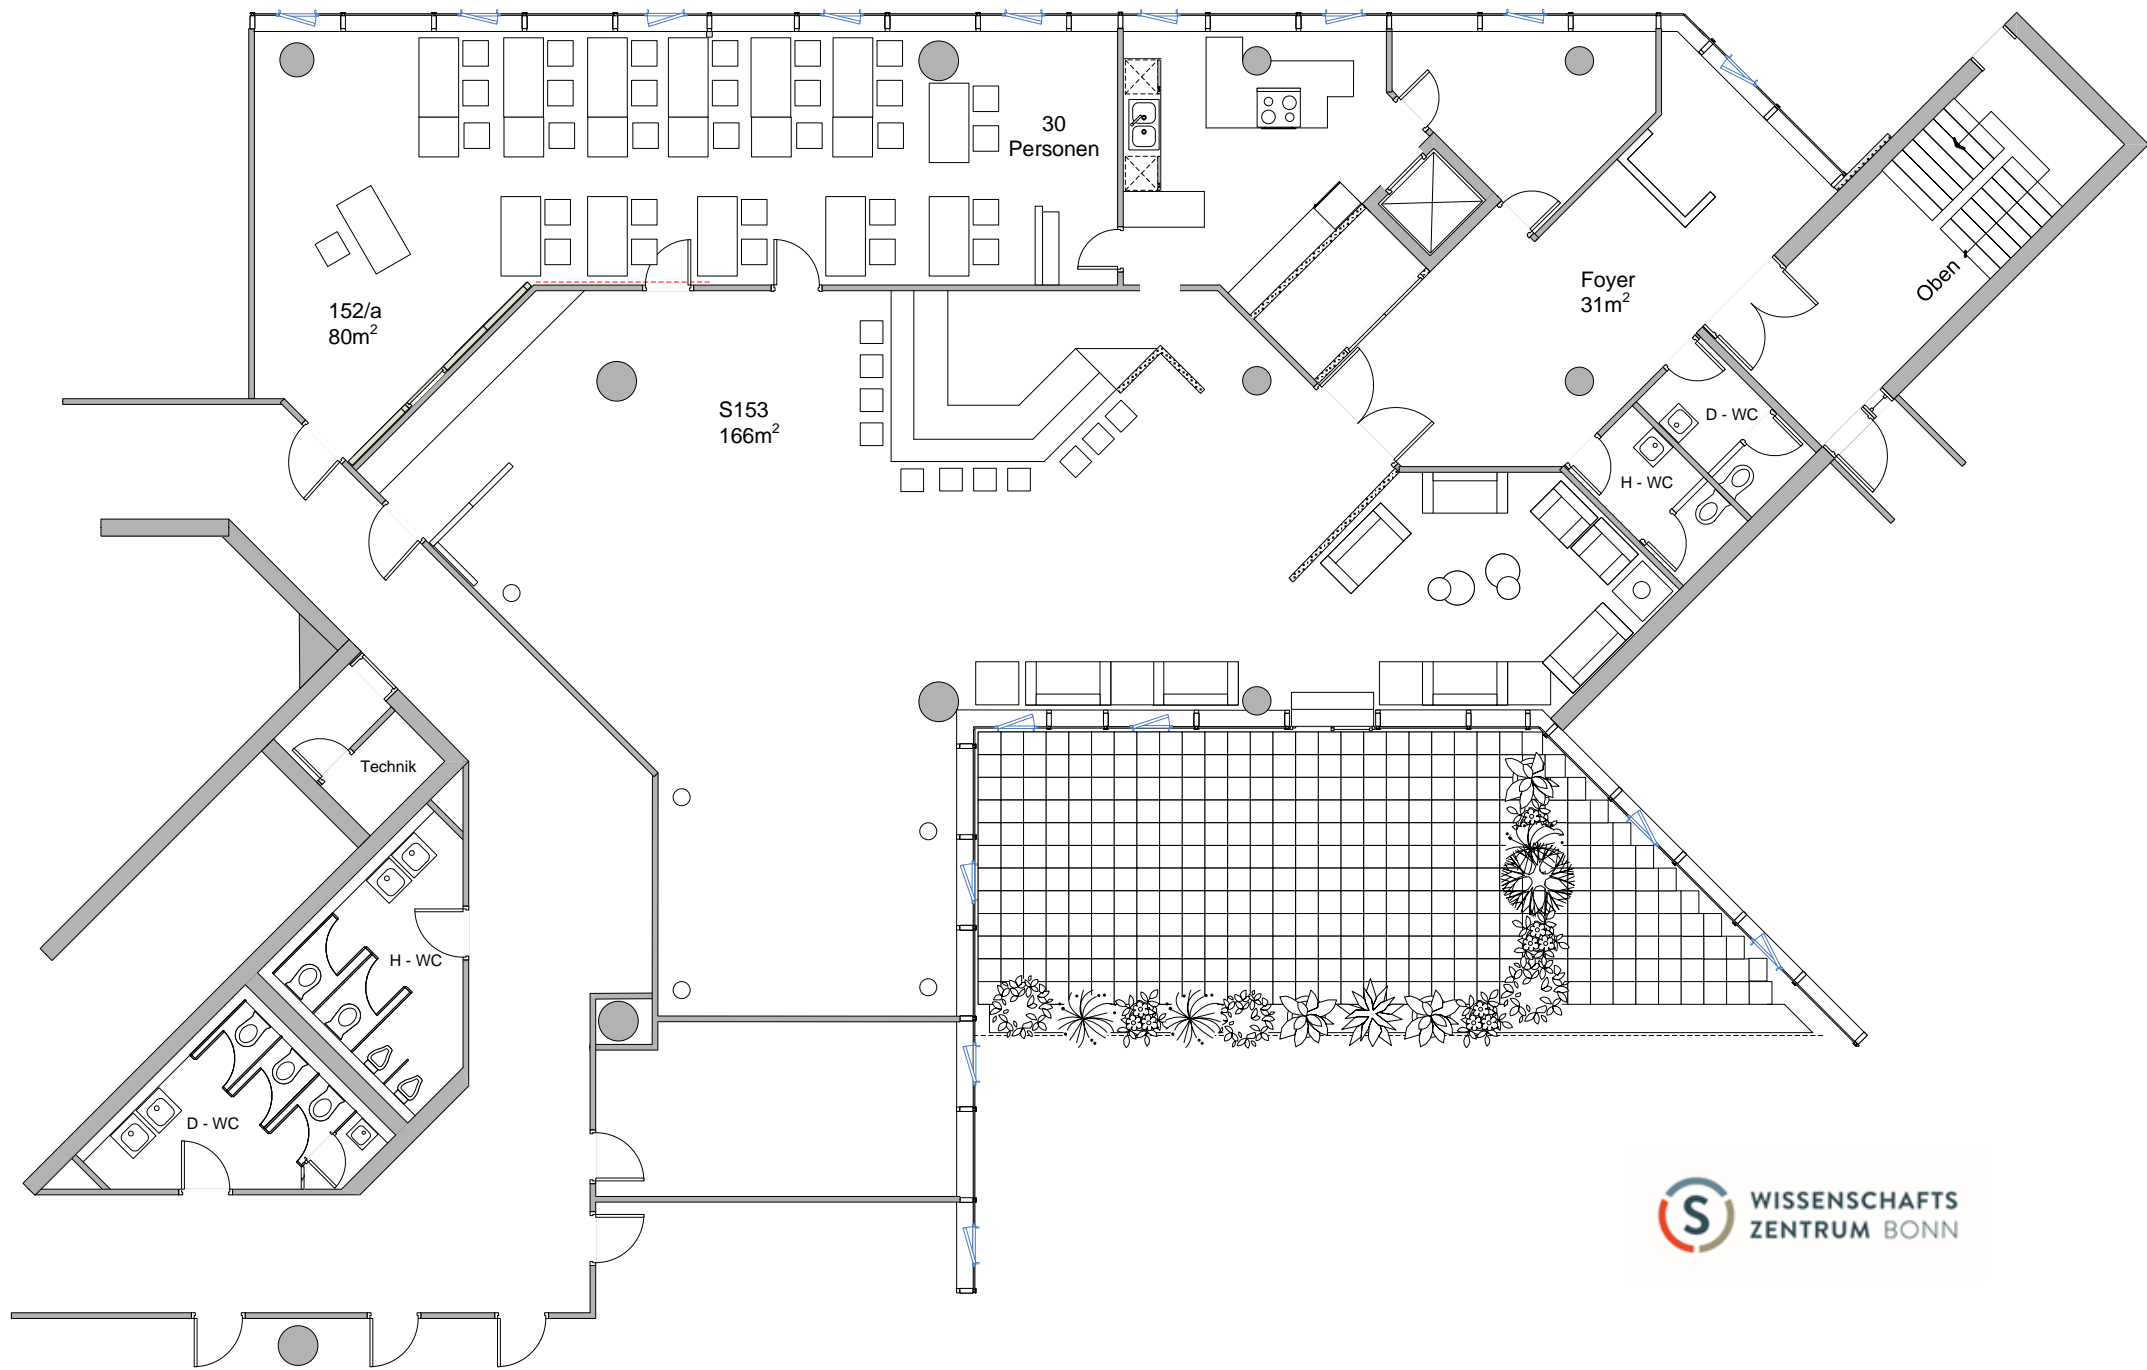 30
Personen
152/a
80m²
S153
166m²
Foyer
31m²
Oben
D - WC
H - WC
Technik
H - WC
D - WC
S
WISSENSCHAFTS
ZENTRUM BONN